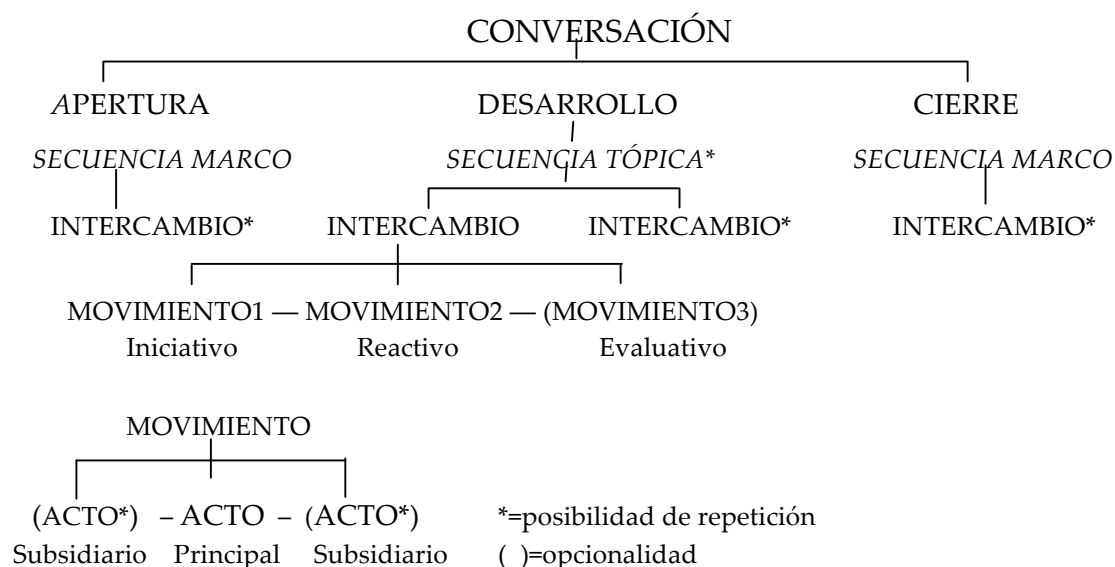 CONVERSACIÓN
APERTURA DESARROLLO CIERRE
SECUENCIA MARCO SECUENCIA TÓPICA* SECUENCIA MARCO
INTERCAMBIO* INTERCAMBIO INTERCAMBIO* INTERCAMBIO*
MOVIMIENTO1 — MOVIMIENTO2 — (MOVIMIENTO3)
Iniciativo Reactivo Evaluativo
MOVIMIENTO
(ACTO*) – ACTO – (ACTO*) *=posibilidad de repetición
Subsidiario Principal Subsidiario ( )=opcionalidad